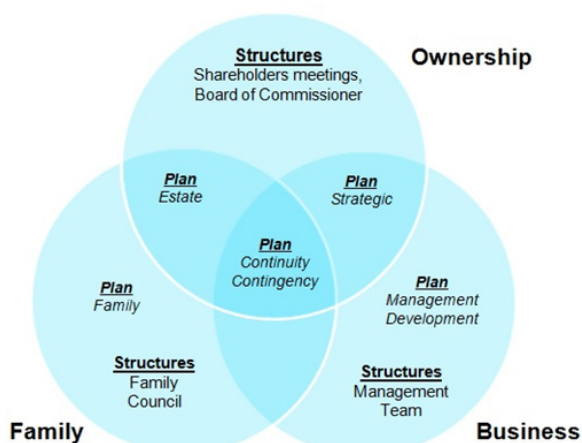 Structures
Shareholders meetings,
Board of Commissioner
Ownership
Plan
Estate
Plan
Strategic
Plan
Continuity
Contingency
Plan
Family
Plan
Management
Development
Structures
Family
Council
Structures
Management
Team
Family
Business